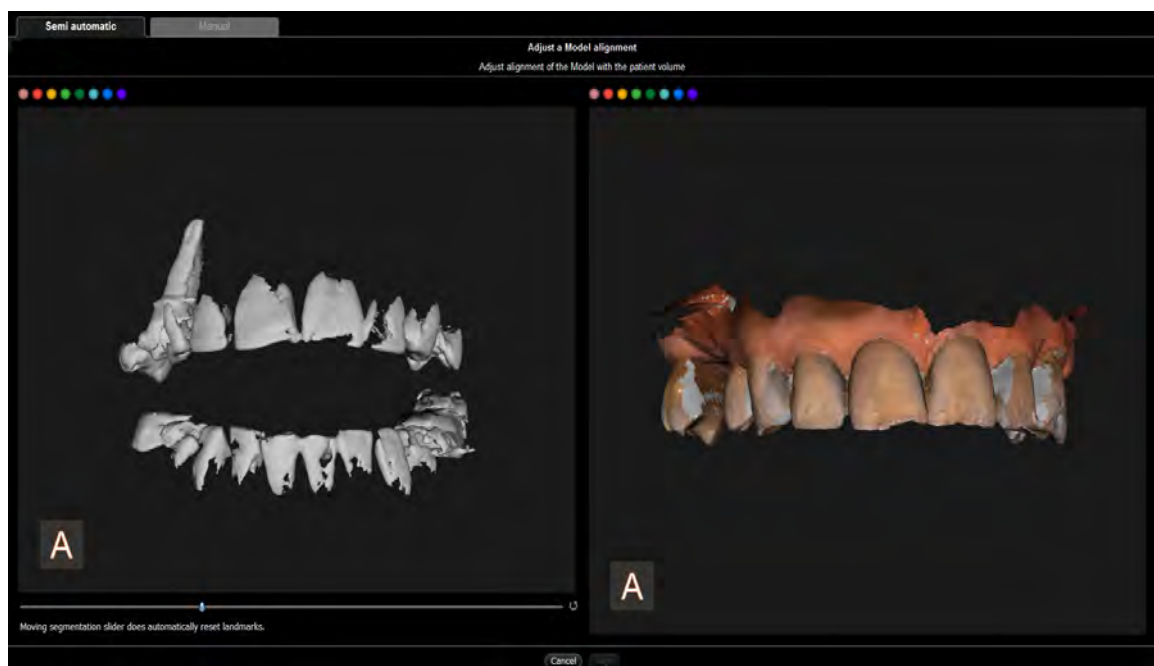 Semi automatic
Manual
Adjust a Model alignment
Adjust alignment of the Model with the patient volume
A
A
Moving segmentation slider does automatically reset landmarks.
Cancel